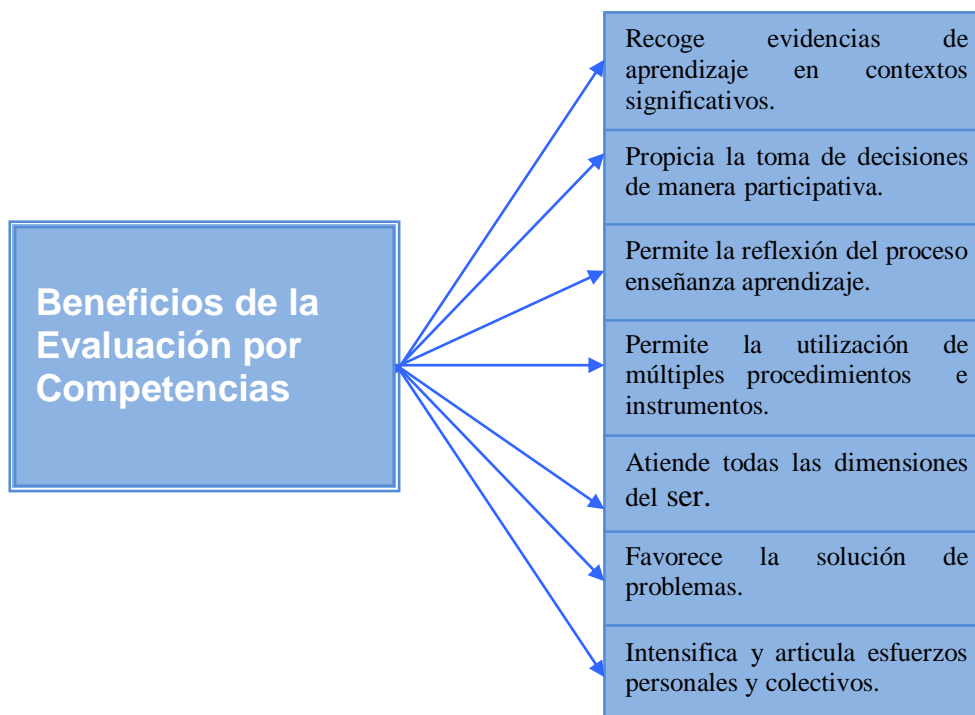 Beneficios de la
Evaluación por
Competencias
Recoge evidencias de
aprendizaje en contextos
significativos.
Propicia la toma de decisiones
de manera participativa.
Permite la reflexión del proceso
enseñanza aprendizaje.
Permite la utilización de
múltiples procedimientos e
instrumentos.
Atiende todas las dimensiones
del ser.
Favorece la solución de
problemas.
Intensifica y articula esfuerzos
personales y colectivos.